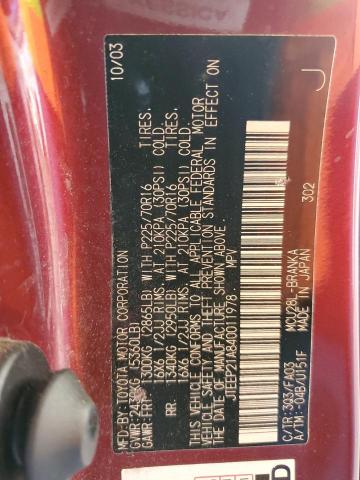 MFD.BY:TOYOTA MOTOR CORPORATION 10/03
GVWR: (5350LB)
GAWR:FRT. 1300KG (2865LB) WITH P225/70R16 TIRES.
16X6 1/2JJ RIMS. AT 210KPA (30PSI) COLD.
RR. 1340KG (2950LB) WITH P225/70R16 TIRES.
16X6 1/2JJ RIMS. AT 210KPA (30PSI) COLD.
THIS VEHICLE CONFORMS TO ALL APPLICABLE FEDERAL MOTOR
VEHICLE SAFETY AND THEFT PREVENTION STANDARDS IN EFFECT ON
THE DATE OF MANUFACTURE SHOWN ABOVE.
JTEEP21A840011978 MPV
C/TR:3Q3/FA03 MCU28L-BRANKA
A/TM:-04B/U151F MADE IN JAPAN
302
J
D